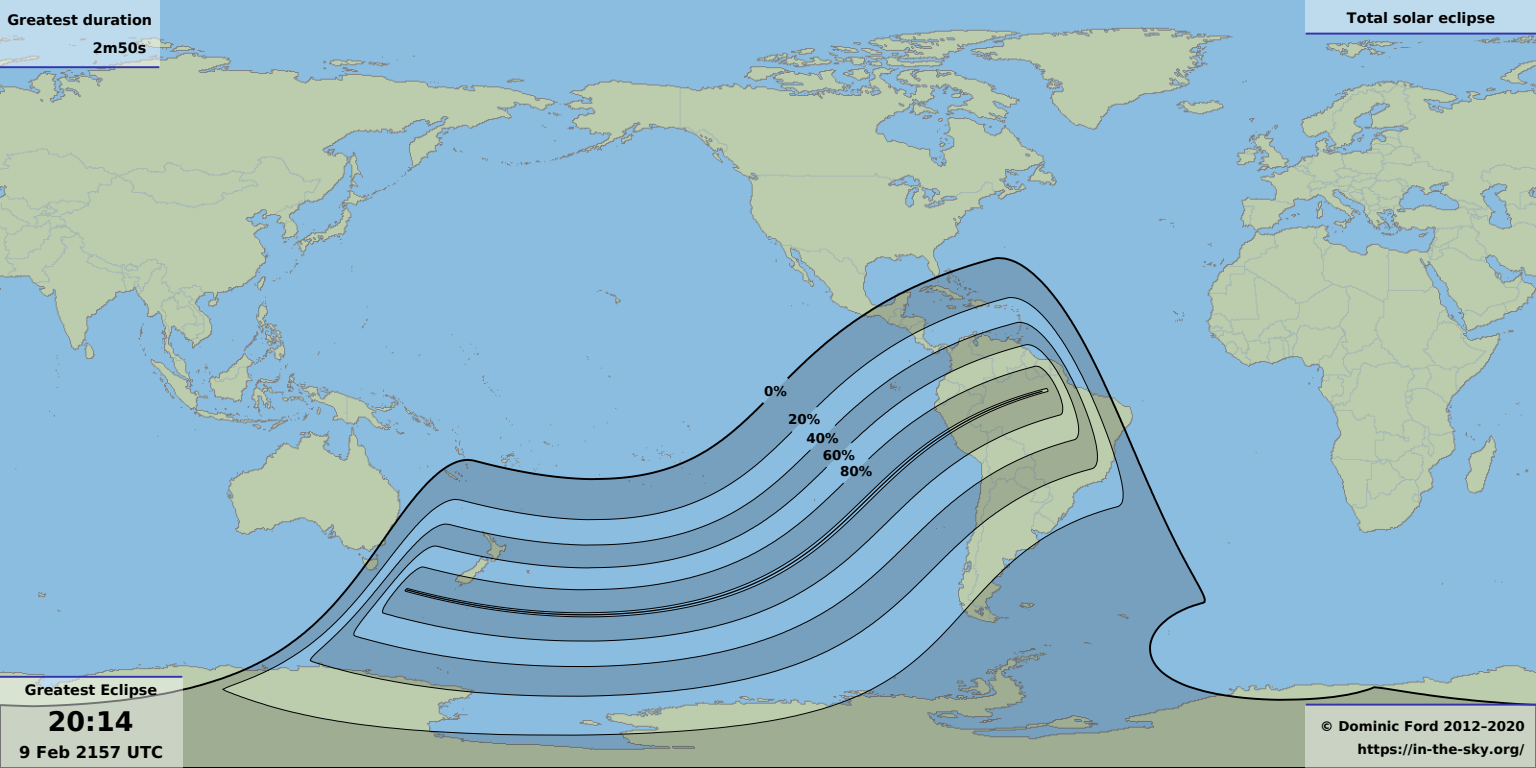 Greatest duration
2m50s
Total solar eclipse
0%
20%
40%
60%
80%
Greatest Eclipse
20:14
9 Feb 2157 UTC
© Dominic Ford 2012–2020
https://in-the-sky.org/